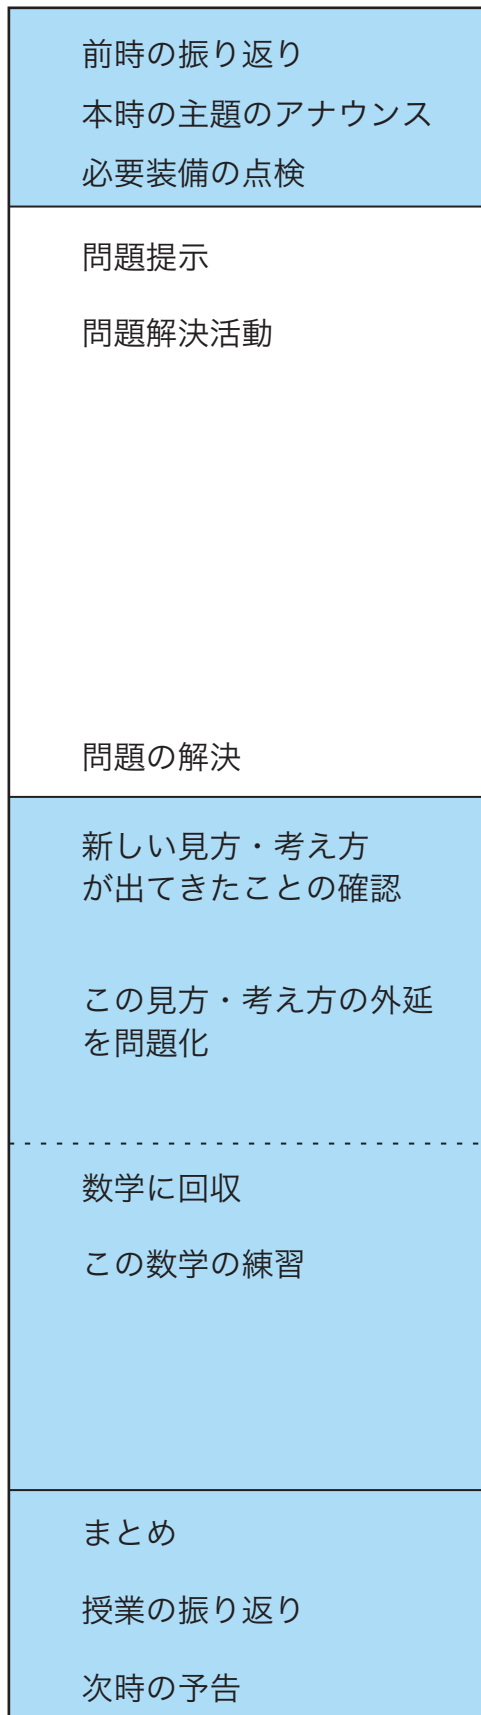 前時の振り返り
本時の主題のアナウンス
必要装備の点検
問題提示
問題解決活動
問題の解決
新しい見方・考え方
が出てきたことの確認
この見方・考え方の外延
を問題化
数学に回収
この数学の練習
まとめ
授業の振り返り
次時の予告